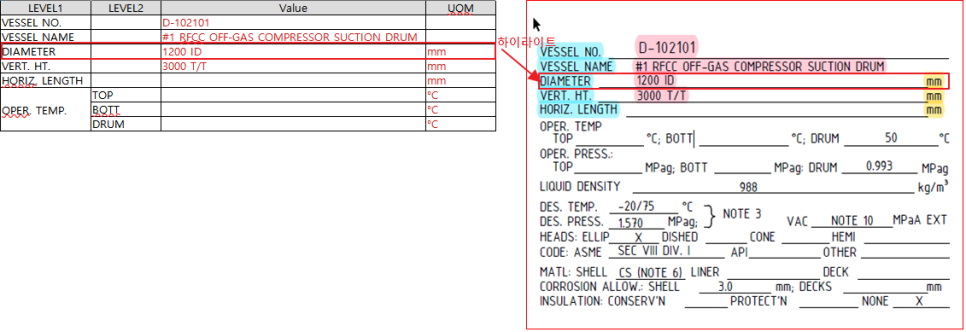 LEVEL1 LEVEL2 Value UOM
VESSEL NO. D-102101
VESSEL NAME #1 RFCC OFF-GAS COMPRESSOR SUCTION DRUM
DIAMETER 1200 ID mm
VERT. HT. 3000 T/T mm
HORIZ. LENGTH mm
OPER. TEMP. TOP °C
BOTT °C
DRUM °C
하이라이트
VESSEL NO. D-102101
VESSEL NAME #1 RFCC OFF-GAS COMPRESSOR SUCTION DRUM
DIAMETER 1200 ID mm
VERT. HT. 3000 T/T mm
HORIZ. LENGTH mm
OPER. TEMP
TOP °C; BOTT °C; DRUM 50 °C
OPER. PRESS.:
TOP MPag; BOTT MPag: DRUM 0.993 MPag
LIQUID DENSITY 988 kg/m³
DES. TEMP. -20/75 °C
DES. PRESS. 1.570 MPag; } NOTE 3 VAC NOTE 10 MPaA EXT
HEADS: ELLIP X DISHED CONE HEMI
CODE: ASME SEC VIII DIV. I API OTHER
MATL: SHELL CS (NOTE 6) LINER DECK
CORROSION ALLOW.: SHELL 3.0 mm; DECKS mm
INSULATION: CONSERV'N PROTECT'N NONE X